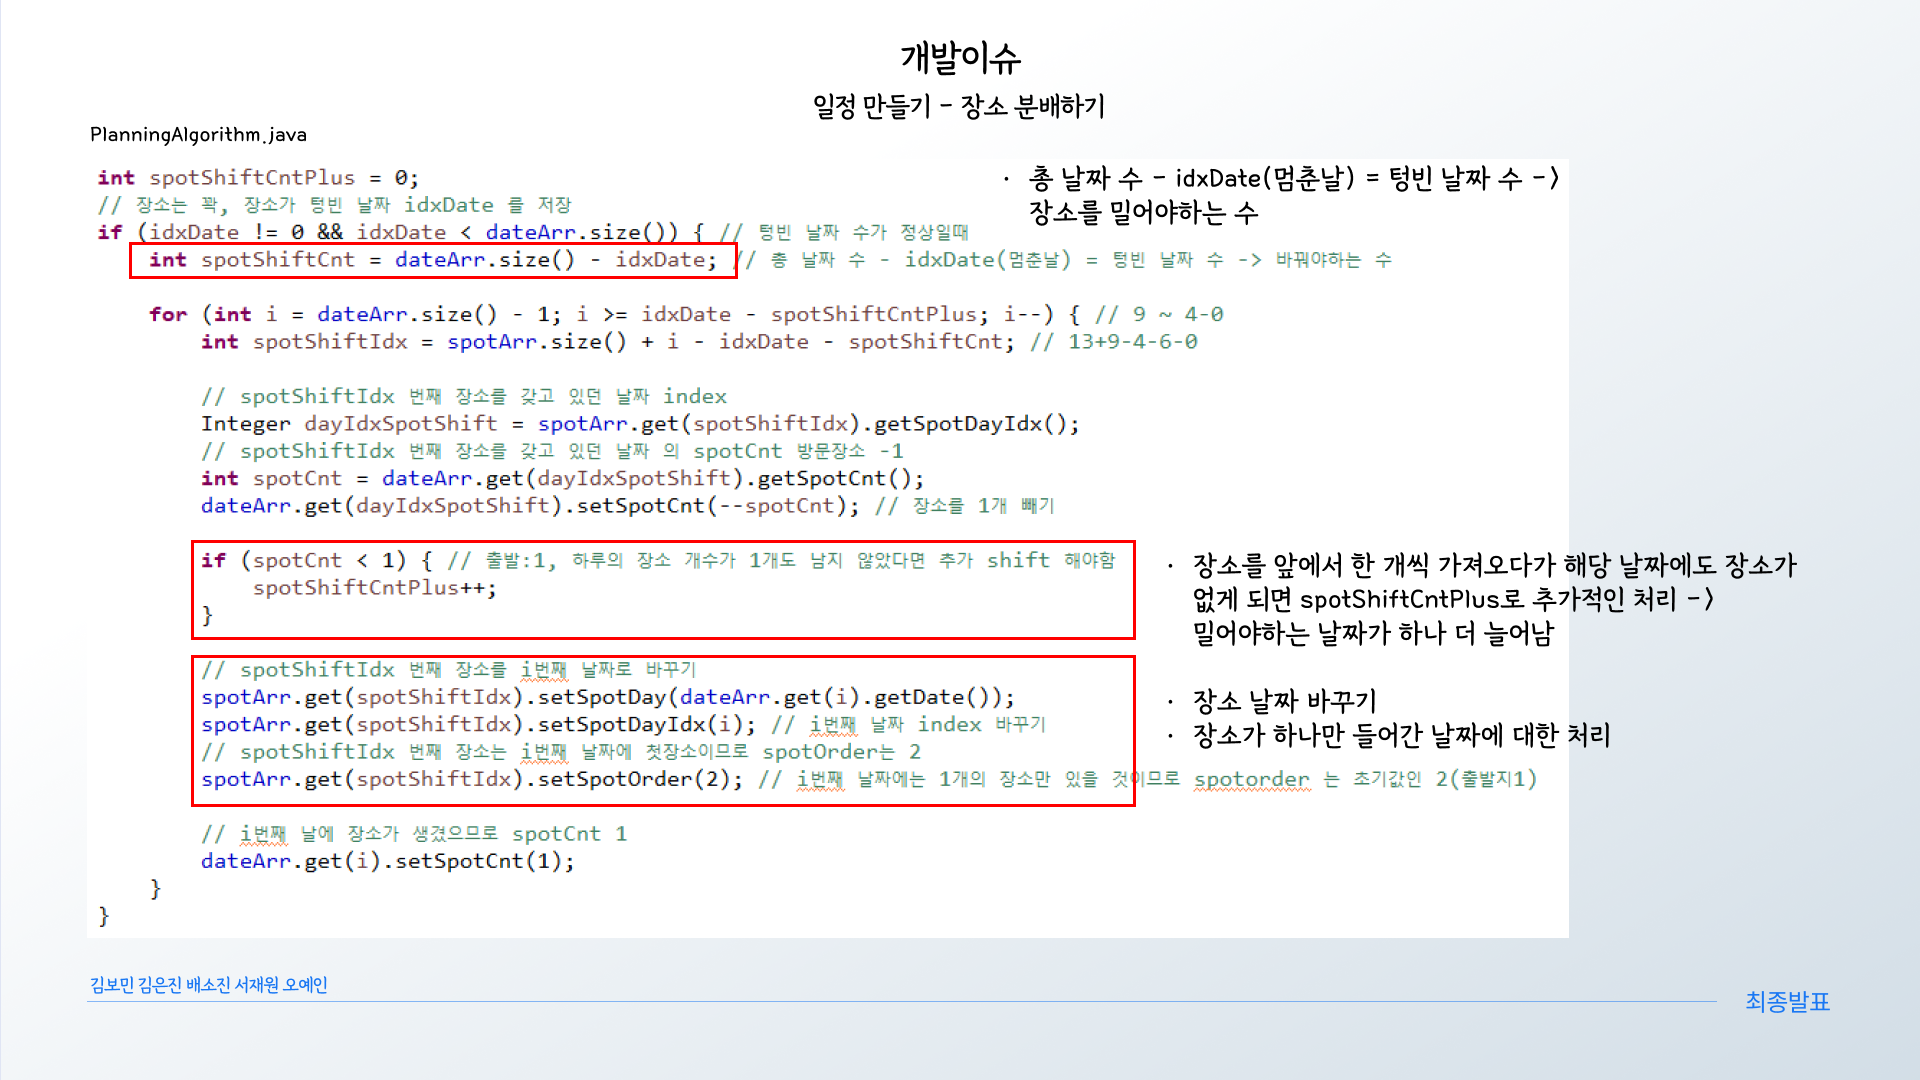 개발이슈
일정 만들기 - 장소 분배하기
PlanningAlgorithm.java
int spotShiftCntPlus = 0;
// 장소는 꽉, 장소가 텅빈 날짜 idxDate 를 저장
if (idxDate != 0 && idxDate < dateArr.size()) { // 텅빈 날짜 수가 정상일때
int spotShiftCnt = dateArr.size() - idxDate; // 총 날짜 수 - idxDate(멈춘날) = 텅빈 날짜 수 -> 바꿔야하는 수
· 총 날짜 수 - idxDate(멈춘날) = 텅빈 날짜 수 ->
장소를 밀어야하는 수
for (int i = dateArr.size() - 1; i >= idxDate - spotShiftCntPlus; i--) { // 9 ~ 4-0
int spotShiftIdx = spotArr.size() + i - idxDate - spotShiftCnt; // 13+9-4-6-0
// spotShiftIdx 번째 장소를 갖고 있던 날짜 index
Integer dayIdxSpotShift = spotArr.get(spotShiftIdx).getSpotDayIdx();
// spotShiftIdx 번째 장소를 갖고 있던 날짜 의 spotCnt 방문장소 -1
int spotCnt = dateArr.get(dayIdxSpotShift).getSpotCnt();
dateArr.get(dayIdxSpotShift).setSpotCnt(--spotCnt); // 장소를 1개 빼기
if (spotCnt < 1) { // 출발:1, 하루의 장소 개수가 1개도 남지 않았다면 추가 shift 해야함
spotShiftCntPlus++;
}
· 장소를 앞에서 한 개씩 가져오다가 해당 날짜에도 장소가
없게 되면 spotShiftCntPlus로 추가적인 처리 ->
밀어야하는 날짜가 하나 더 늘어남
// spotShiftIdx 번째 장소를 i번째 날짜로 바꾸기
spotArr.get(spotShiftIdx).setSpotDay(dateArr.get(i).getDate());
spotArr.get(spotShiftIdx).setSpotDayIdx(i); // i번째 날짜 index 바꾸기
// spotShiftIdx 번째 장소는 i번째 날짜에 첫장소이므로 spotOrder는 2
spotArr.get(spotShiftIdx).setSpotOrder(2); // i번째 날짜에는 1개의 장소만 있을 것이므로 spotorder 는 초기값인 2(출발지1)
· 장소 날짜 바꾸기
· 장소가 하나만 들어간 날짜에 대한 처리
// i번째 날에 장소가 생겼으므로 spotCnt 1
dateArr.get(i).setSpotCnt(1);
}
}
김보민 김은진 배소진 서재원 오예인
최종발표